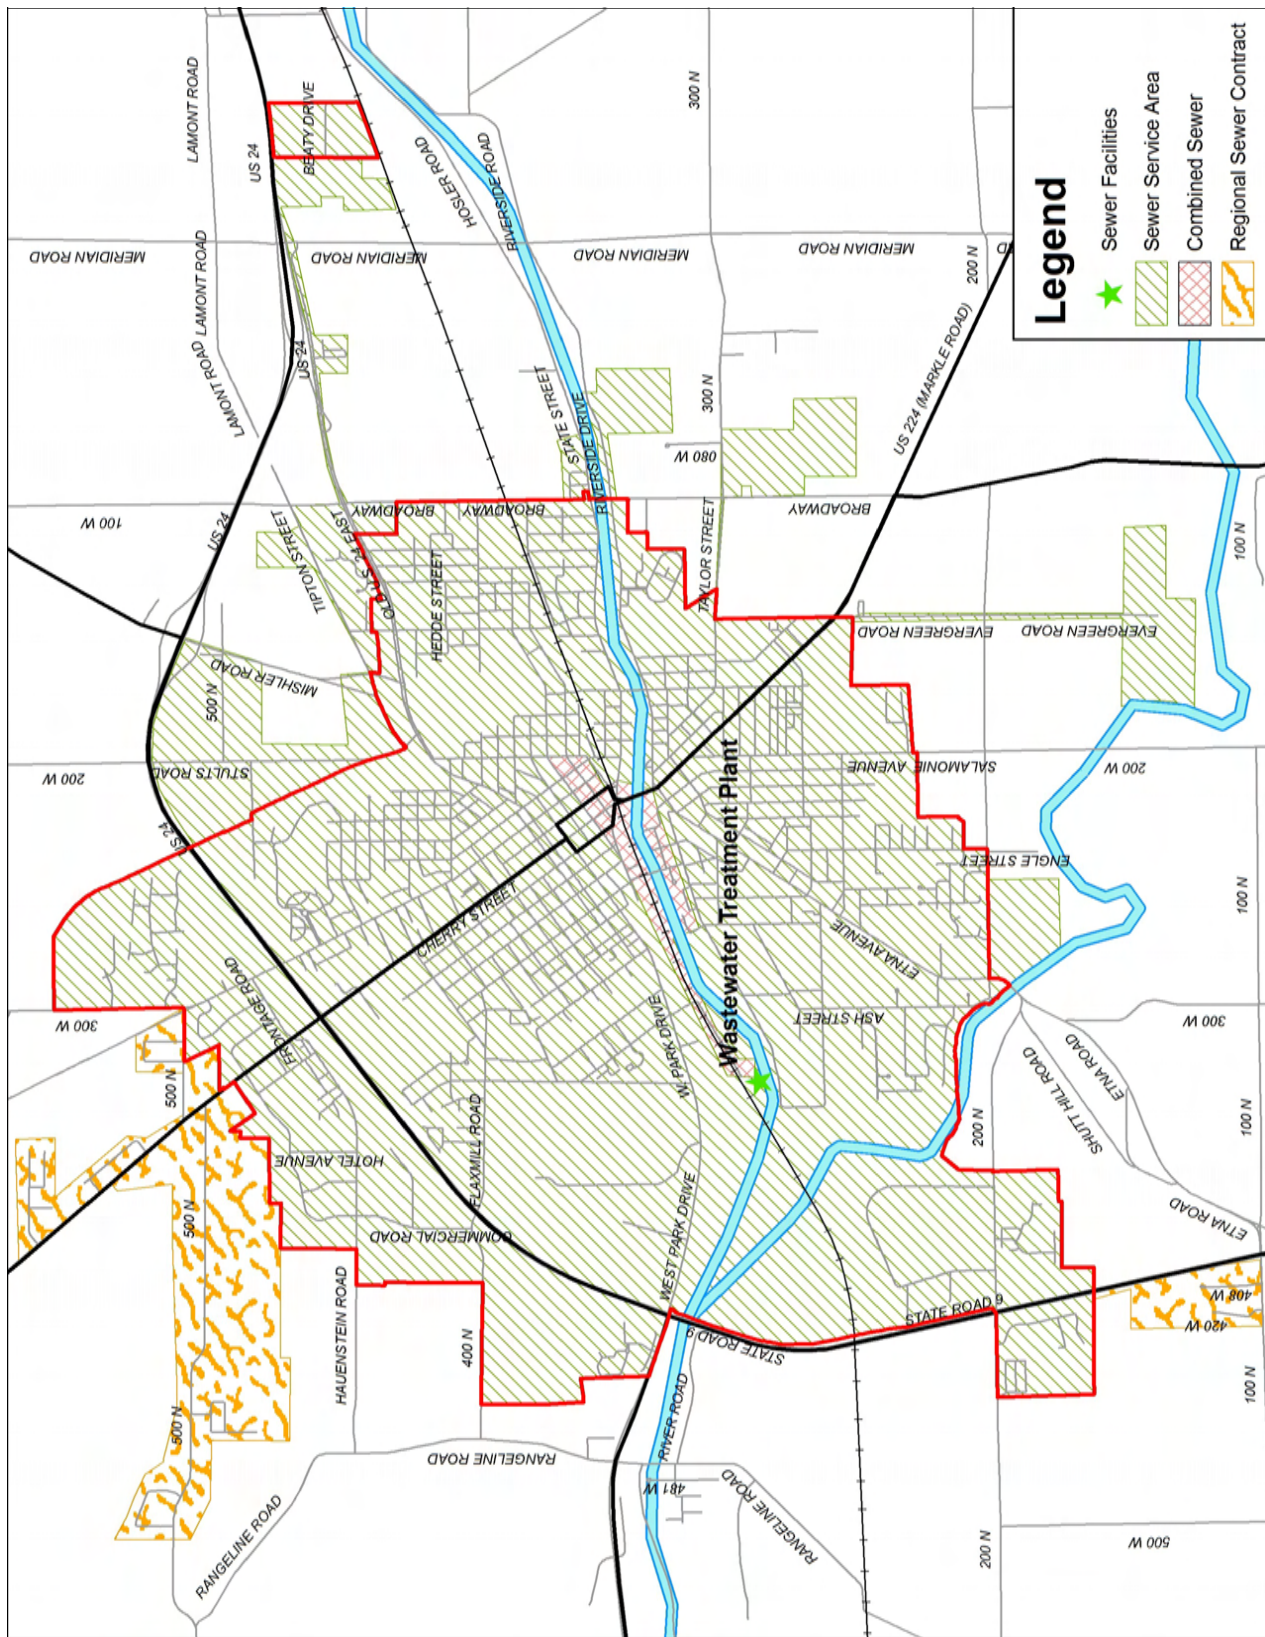 LAMONT ROAD
US 24
BEATY DRIVE
HOSLER ROAD
RIVERSIDE ROAD
300 N
MERIDIAN ROAD
LAMONT ROAD
MERIDIAN ROAD
MERIDIAN ROAD
MERIDIAN ROAD
200 N
LAMONT ROAD
US 24
STATE STREET
RIVERSIDE DRIVE
300 N
080 W
US 224 (MARKLE ROAD)
100 W
US 24
TIPTON STREET
OLD U.S. 24 EAST
BROADWAY
BROADWAY
BROADWAY
BROADWAY
HEDDE STREET
TAYLOR STREET
100 N
EVERGREEN ROAD
EVERGREEN ROAD
EVERGREEN ROAD
MISHLER ROAD
500 N
200 W
STULTS ROAD
SALAMONIE AVENUE
200 W
US 24
CHERRY STREET
ENGLE STREET
100 N
ETNA AVENUE
Wastewater Treatment Plant
ASH STREET
300 W
FRONTAGE ROAD
W. PARK DRIVE
300 W
500 N
ETNA ROAD
SHUTT HILL ROAD
200 N
100 N
HOTEL AVENUE
FLAXMILL ROAD
500 N
COMMERCIAL ROAD
WEST PARK DRIVE
ETNA ROAD
HAUENSTEIN ROAD
400 N
STATE ROAD 9
STATE ROAD 9
408 W
420 W
100 N
500 N
RANGELINE ROAD
RIVER ROAD
481 W
RANGELINE ROAD
RANGELINE ROAD
200 N
500 W
Legend
Sewer Facilities
Sewer Service Area
Combined Sewer
Regional Sewer Contract